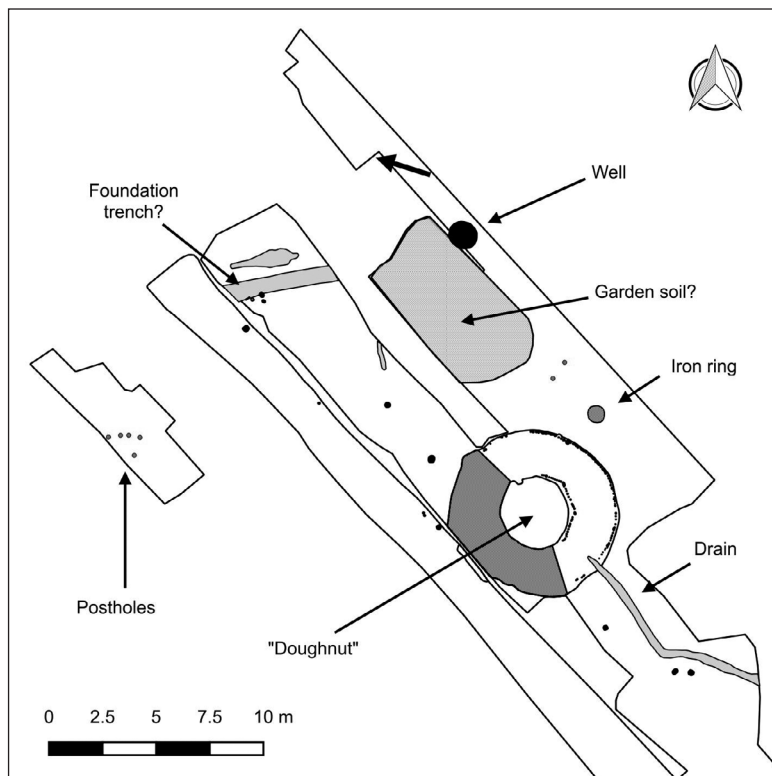 Well
Foundation
trench?
Garden soil?
Iron ring
Drain
Postholes
"Doughnut"
0 2.5 5 7.5 10 m